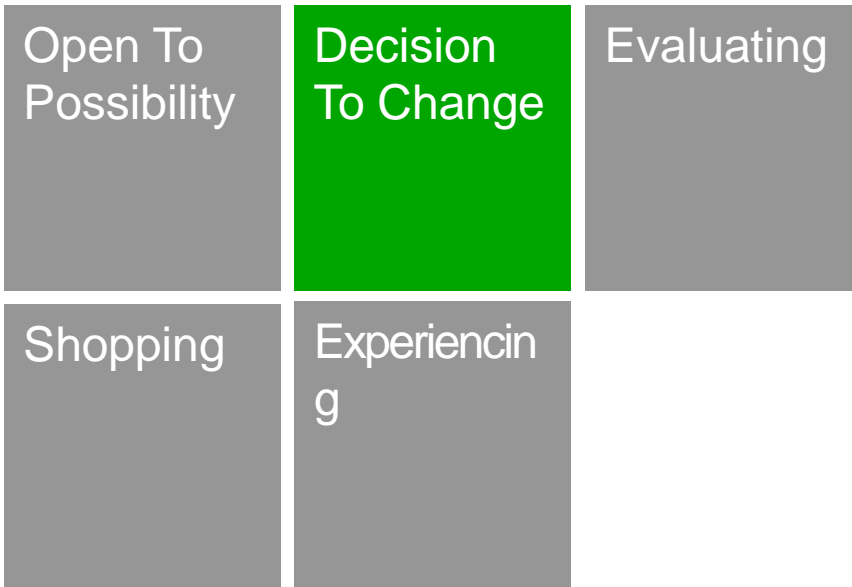 Open To
Possibility
Decision
To Change
Evaluating
Shopping
Experiencin
g